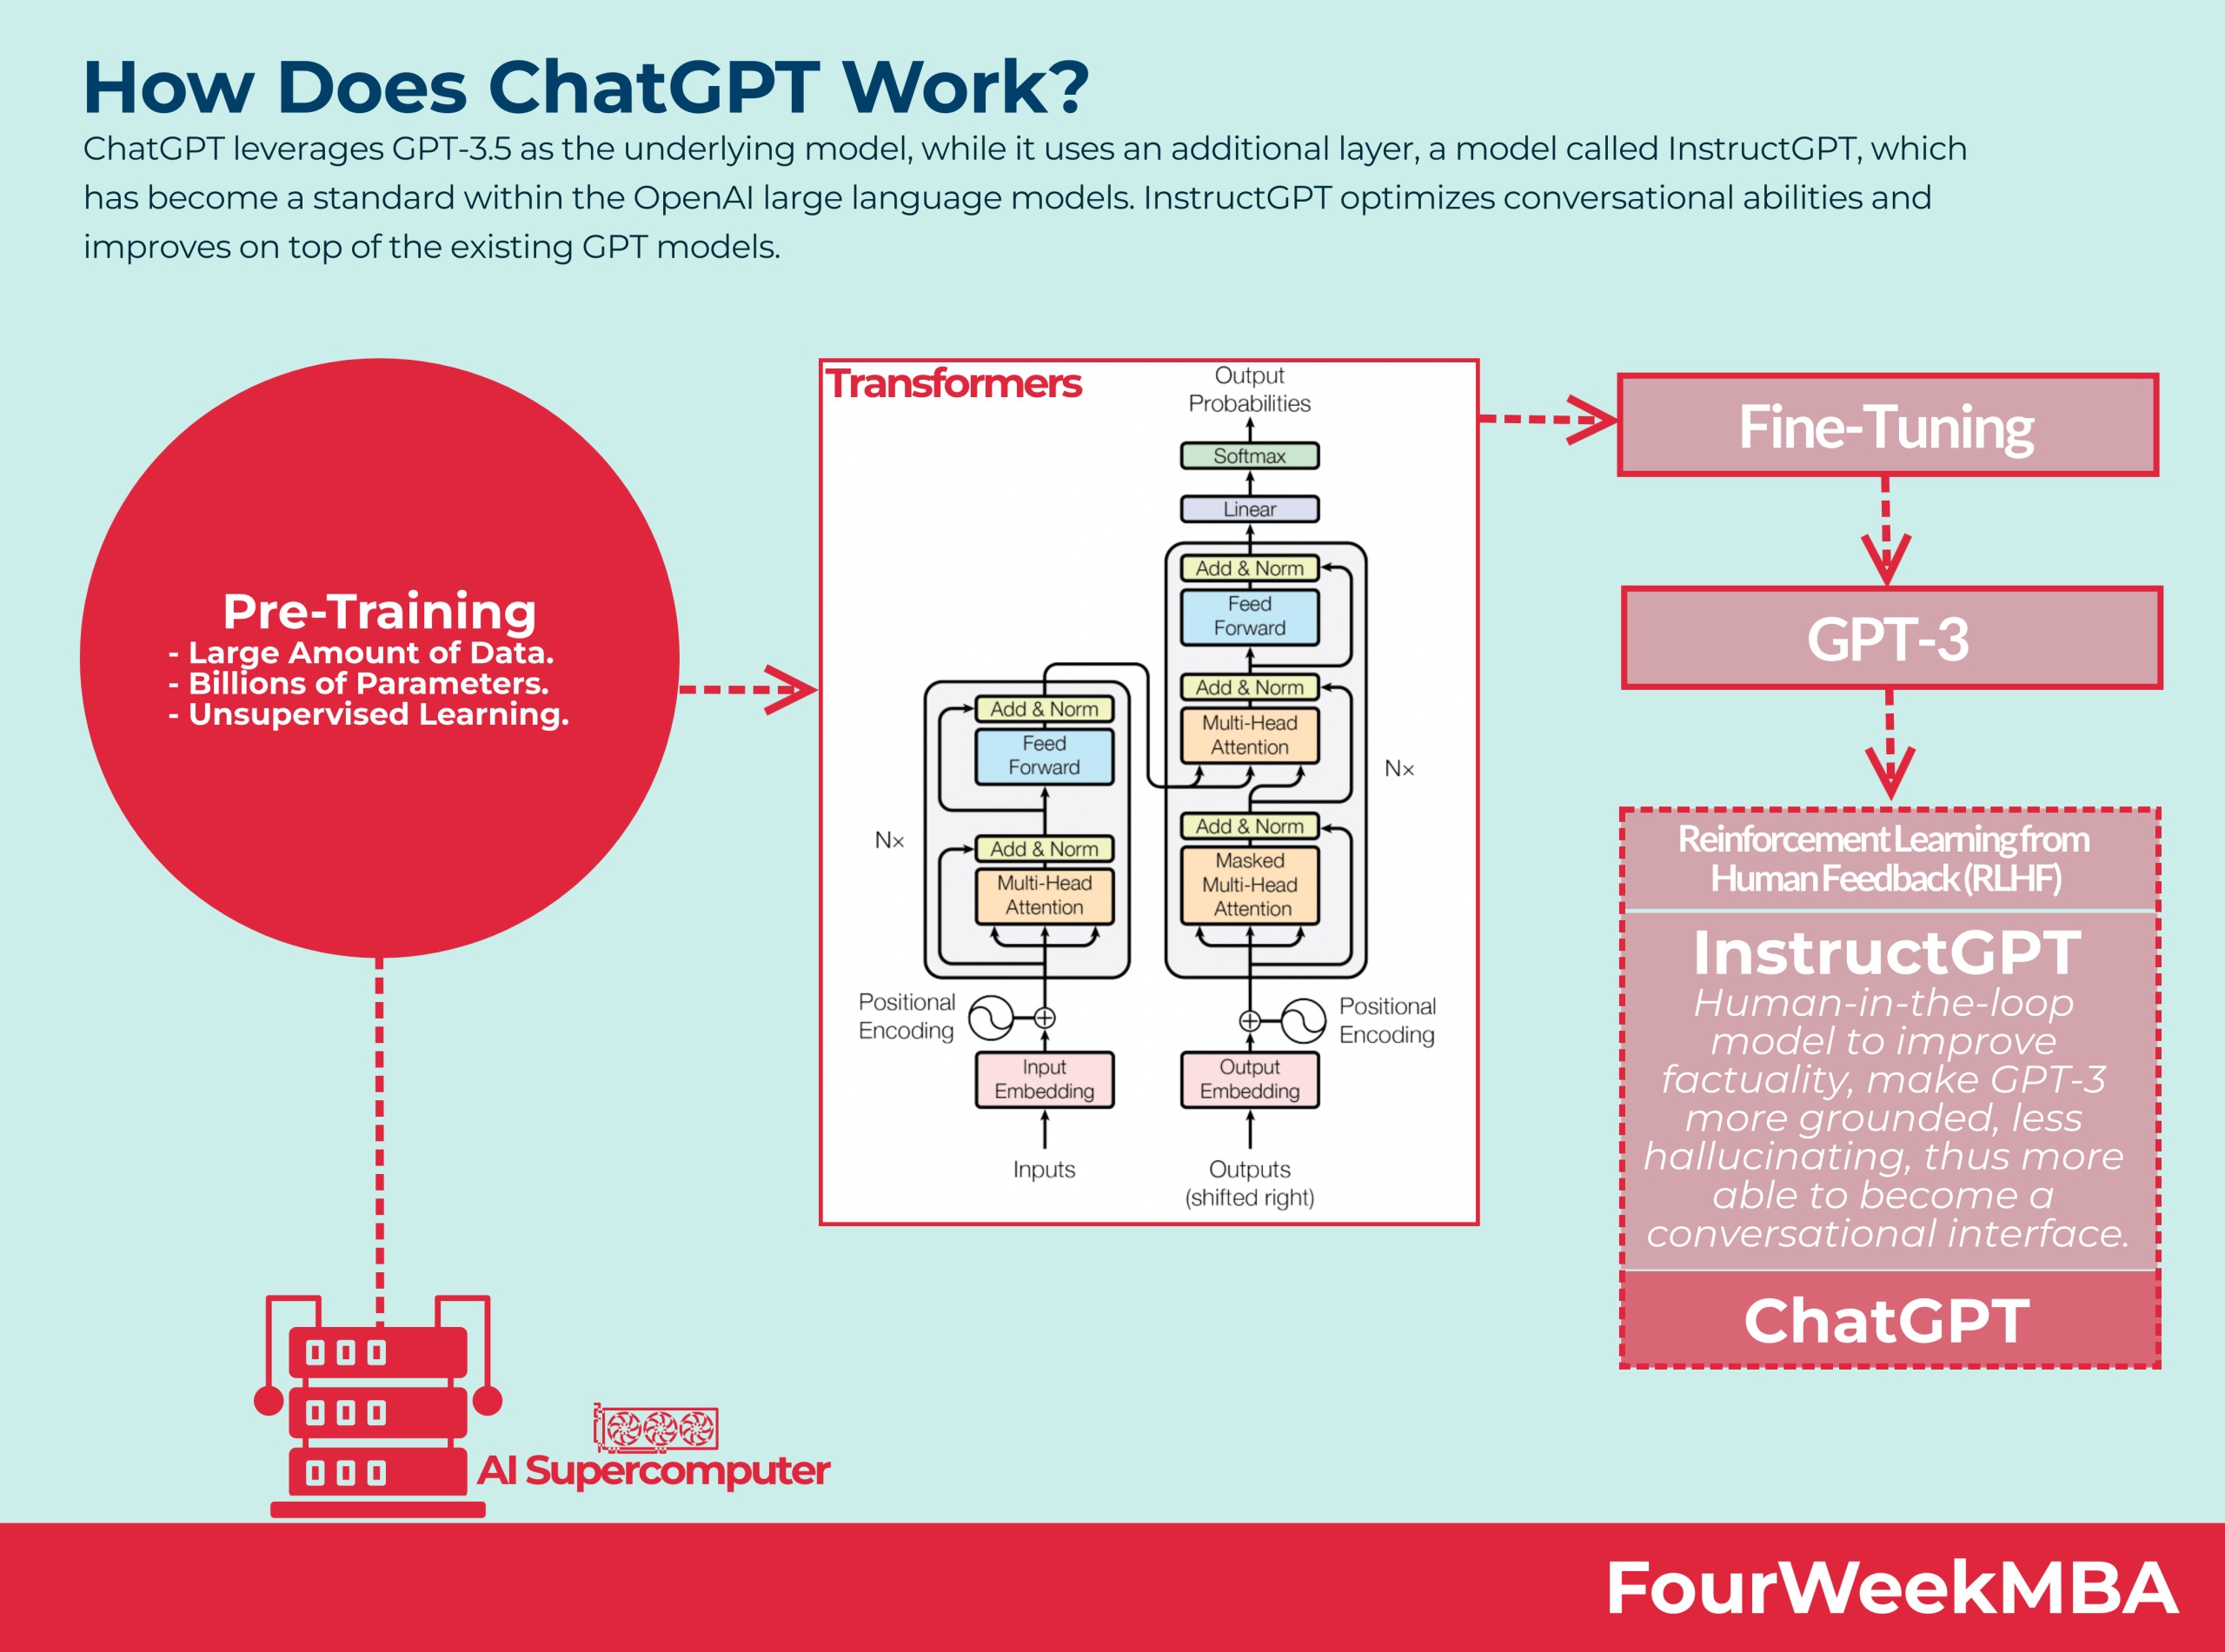 How Does ChatGPT Work?
ChatGPT leverages GPT-3.5 as the underlying model, while it uses an additional layer, a model called InstructGPT, which
has become a standard within the OpenAI large language models. InstructGPT optimizes conversational abilities and
improves on top of the existing GPT models.
Pre-Training
- Large Amount of Data.
- Billions of Parameters.
- Unsupervised Learning.
AI Supercomputer
Transformers
Output
Probabilities
Softmax
Linear
Add & Norm
Feed
Forward
Add & Norm
Multi-Head
Attention
Nx
Add & Norm
Masked
Multi-Head
Attention
Add & Norm
Feed
Forward
Nx
Add & Norm
Multi-Head
Attention
Positional
Encoding
Positional
Encoding
Input
Embedding
Output
Embedding
Inputs
Outputs
(shifted right)
Fine-Tuning
GPT-3
Reinforcement Learning from
Human Feedback (RLHF)
InstructGPT
Human-in-the-loop
model to improve
factuality, make GPT-3
more grounded, less
hallucinating, thus more
able to become a
conversational interface.
ChatGPT
FourWeekMBA